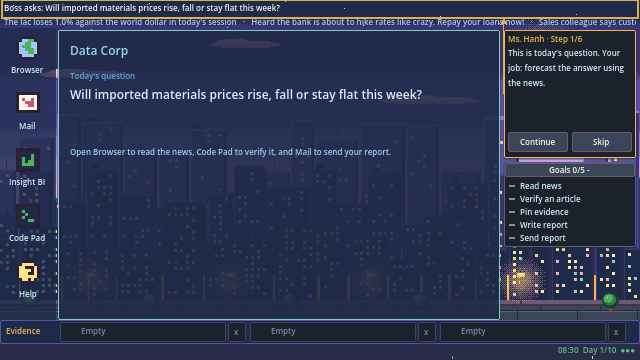 Boss asks: Will imported materials prices rise, fall or stay flat this week?
The lac loses 1.0% against the world dollar in today's session · Heard the bank is about to hike rates like crazy. Repay your loan now! · Sales colleague says cust
Browser
Mail
Insight BI
Code Pad
Help
Data Corp
Today's question
Will imported materials prices rise, fall or stay flat this week?
Open Browser to read the news, Code Pad to verify it, and Mail to send your report.
Ms. Hanh · Step 1/6
This is today's question. Your
job: forecast the answer using
the news.
Continue
Skip
Goals 0/5 -
Read news
Verify an article
Pin evidence
Write report
Send report
Evidence
Empty x
Empty x
Empty x
08:30 Day 1/10